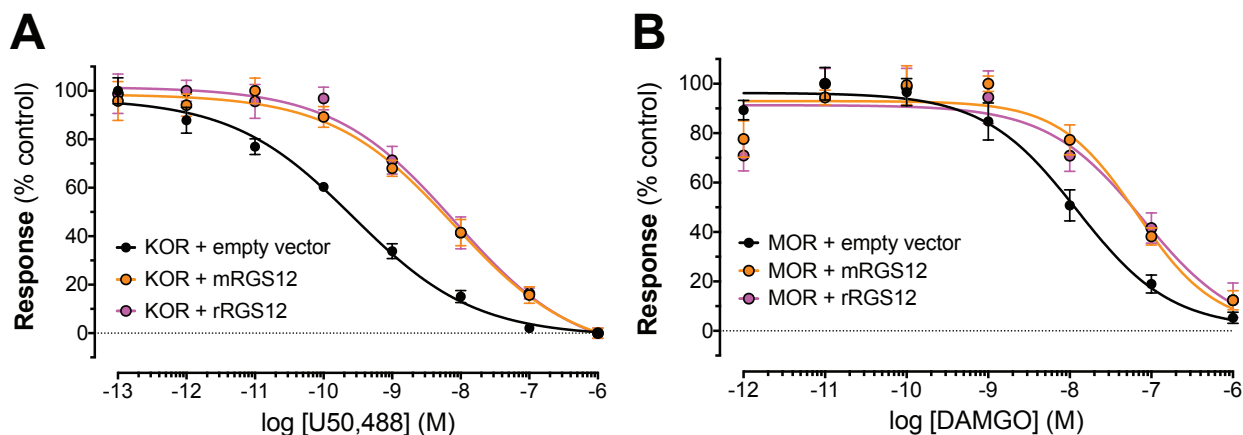 A
Response (% control)
100
80
60
40
20
0
KOR + empty vector
KOR + mRGS12
KOR + rRGS12
-13 -12 -11 -10 -9 -8 -7 -6
log [U50,488] (M)
B
Response (% control)
100
80
60
40
20
0
MOR + empty vector
MOR + mRGS12
MOR + rRGS12
-12 -11 -10 -9 -8 -7 -6
log [DAMGO] (M)